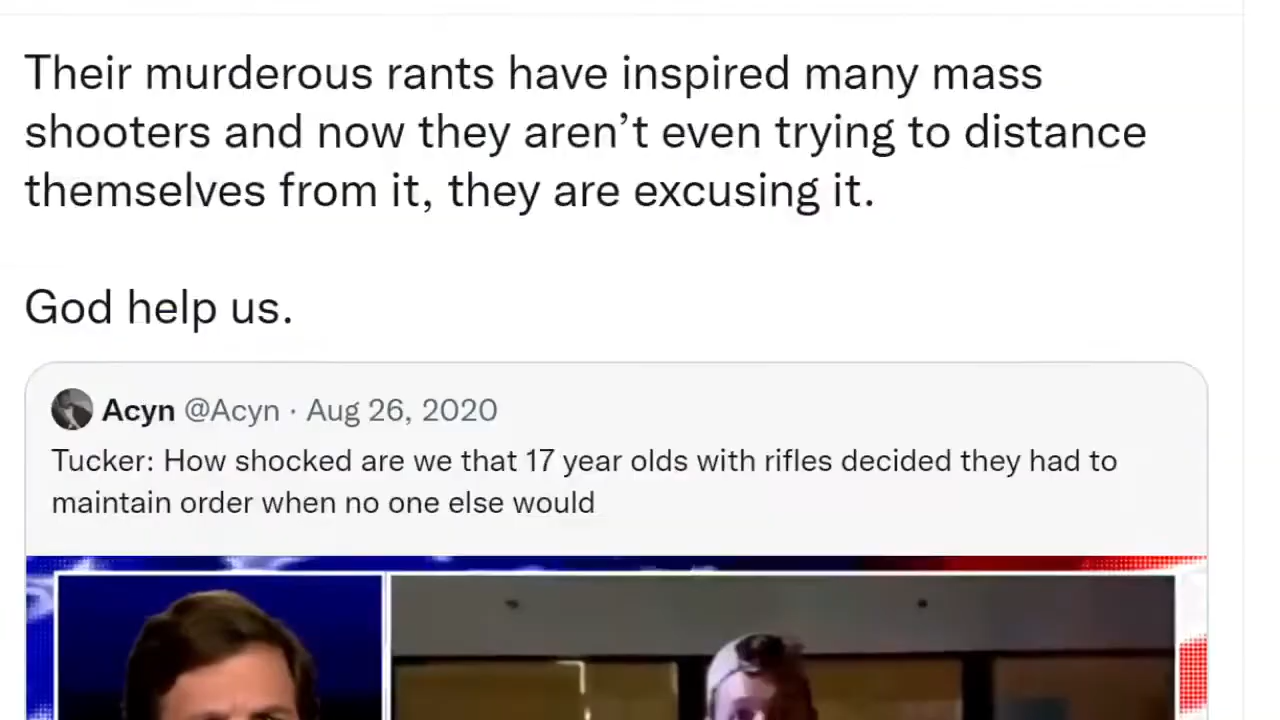 Their murderous rants have inspired many mass
shooters and now they aren’t even trying to distance
themselves from it, they are excusing it.
God help us.
Acyn @Acyn · Aug 26, 2020
Tucker: How shocked are we that 17 year olds with rifles decided they had to
maintain order when no one else would